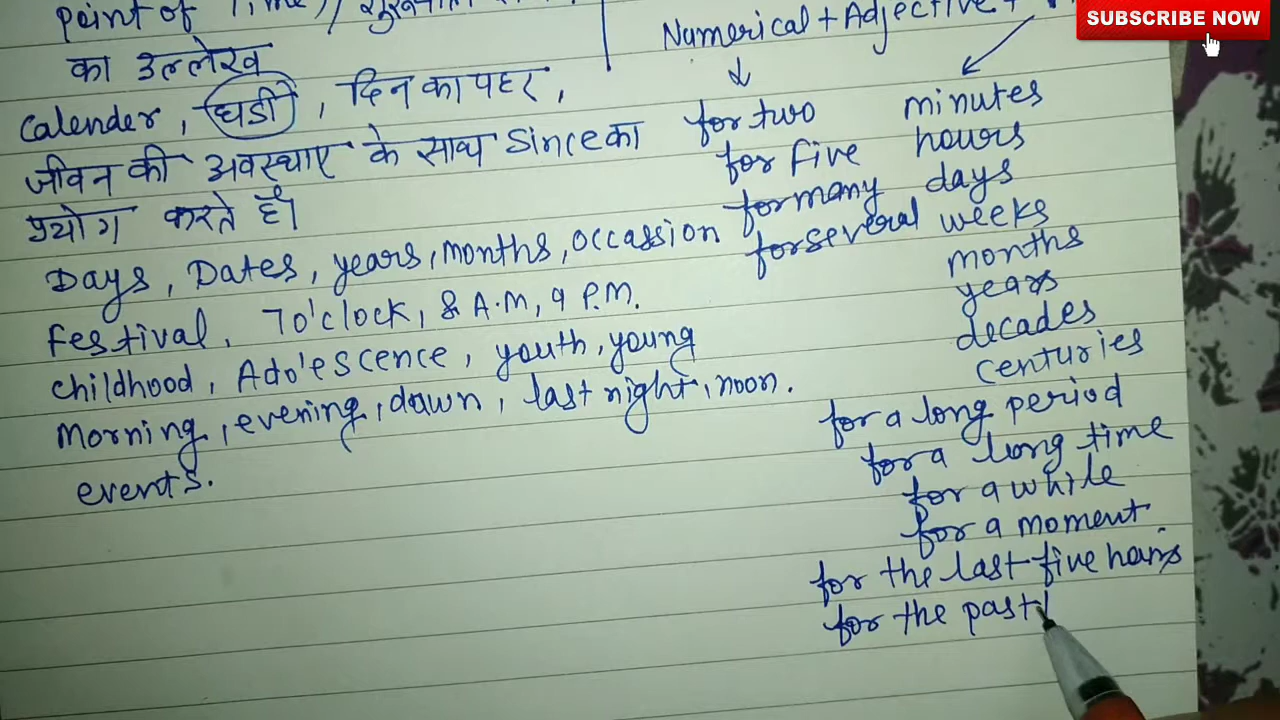 point of Time //
का उल्लेख
Calender, घडी, दिन का पहर,
जीवन की अवस्थाए के साथ Since का
प्रयोग करते है।
Days, Dates, years, months, occassion
Festival, 7 o'clock, 8 A.M, 9 P.M.
childhood, Adolescence, youth, young
Morning, evening, dawn, last night, noon.
events.
Numerical + Adjective +
for two minutes
for five hours
for many days
for several weeks
months
years
decades
centuries
for a long period
for a long time
for a while
for a moment.
for the last five hours
for the past
SUBSCRIBE NOW